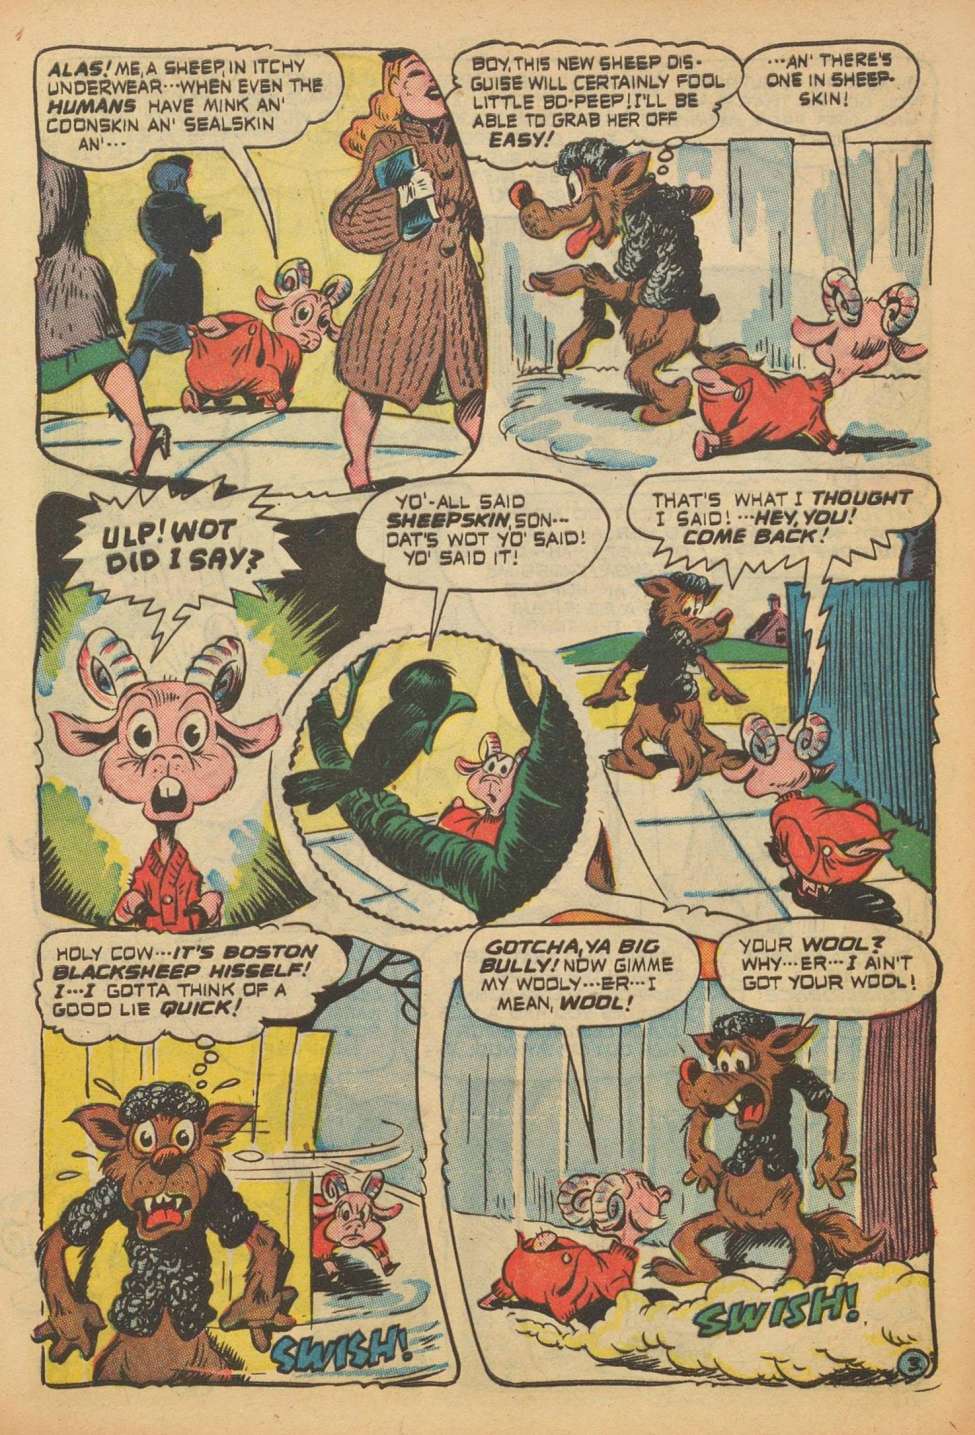 ALAS! ME, A SHEEP, IN ITCHY
UNDERWEAR---WHEN EVEN THE
HUMANS HAVE MINK AN'
COONSKIN AN' SEALSKIN
AN'---
BOY, THIS NEW SHEEP DIS-
GUISE WILL CERTAINLY FOOL
LITTLE BO-PEEP! I'LL BE
ABLE TO GRAB HER OFF
EASY!
---AN' THERE'S
ONE IN SHEEP-
SKIN!
ULP! WOT
DID I SAY?
YO'-ALL SAID
SHEEPSKIN, SON---
DAT'S WOT YO' SAID!
YO' SAID IT!
THAT'S WHAT I THOUGHT
I SAID! ---HEY, YOU!
COME BACK!
HOLY COW---IT'S BOSTON
BLACKSHEEP HISSELF!
I---I GOTTA THINK OF A
GOOD LIE QUICK!
SWISH!
GOTCHA, YA BIG
BULLY! NOW GIMME
MY WOOLY---ER---I
MEAN, WOOL!
YOUR WOOL?
WHY---ER---I AIN'T
GOT YOUR WOOL!
SWISH!
3